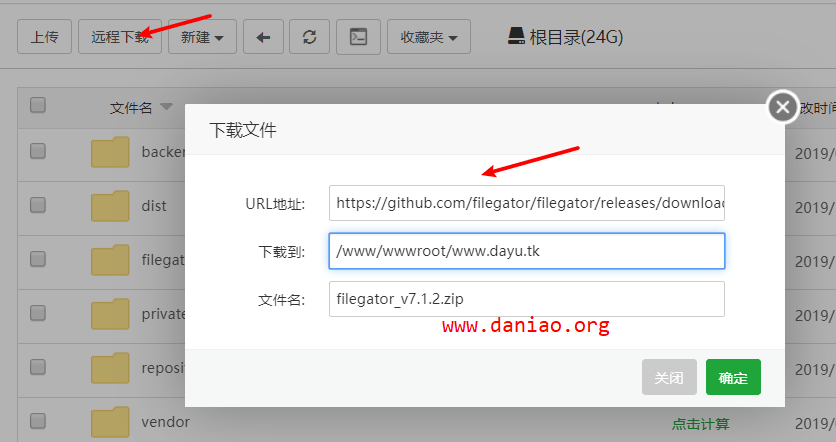 上传 远程下载 新建 收藏夹 根目录(24G)
文件名 改时间
backe
dist 2019/
filegat 2019/
private 2019/
reposit 2019/
vendor 点击计算 2019/
下载文件
URL地址: https://github.com/filegator/filegator/releases/downloa
下载到: /www/wwwroot/www.dayu.tk
文件名: filegator_v7.1.2.zip
www.daniao.org
关闭 确定